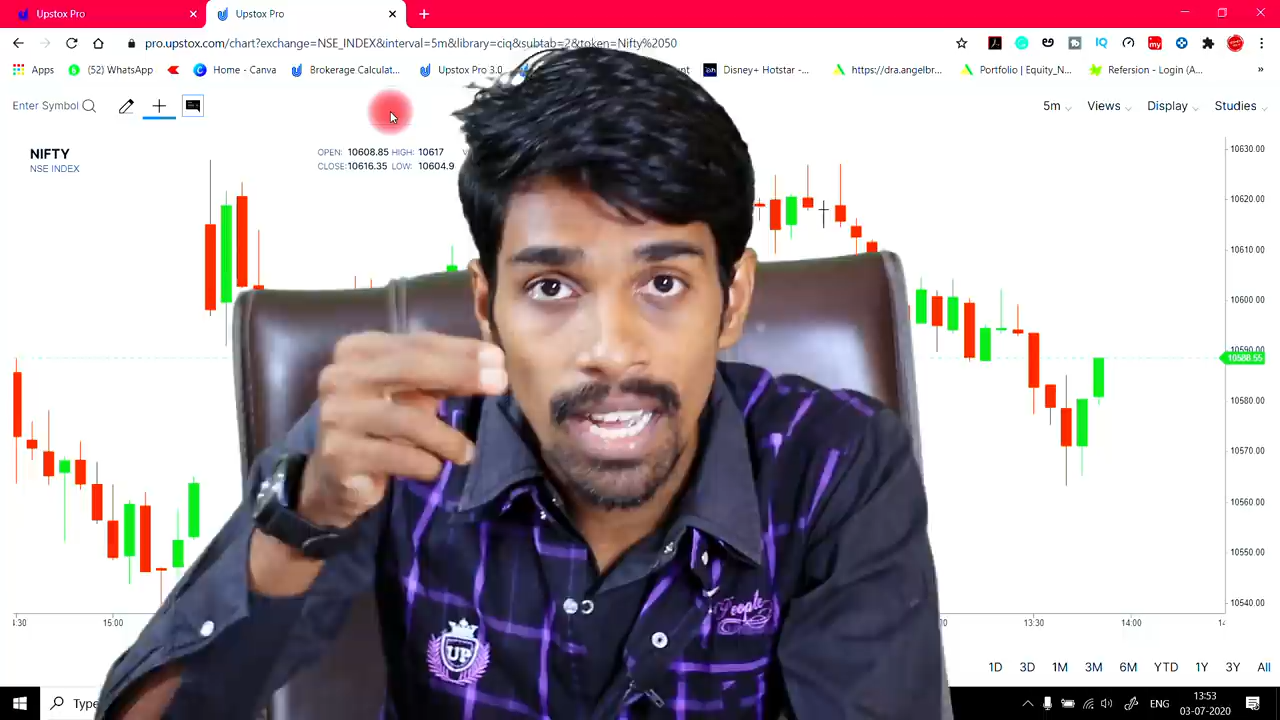 Upstox Pro
Upstox Pro
pro.upstox.com/chart?exchange=NSE_INDEX&interval=5m&library=ciq&subtab=2&token=Nifty%2050
Apps
(52) WhatsApp
Home - Canva
Brokerage Calculat...
Upstox Pro 3.0
Disney+ Hotstar -...
https://dra.angelbr...
Portfolio | Equity_N...
Refersion - Login /
Enter Symbol
5m
Views
Display
Studies
NIFTY
NSE INDEX
OPEN: 10608.85 HIGH: 10617
CLOSE: 10616.35 LOW: 10604.9
10630.00
10620.00
10610.00
10600.00
10590.00
10588.55
10580.00
10570.00
10560.00
10550.00
10540.00
15:00
13:30
14:00
UP
People
1D
3D
1M
3M
6M
YTD
1Y
3Y
All
Type
ENG
13:53
03-07-2020